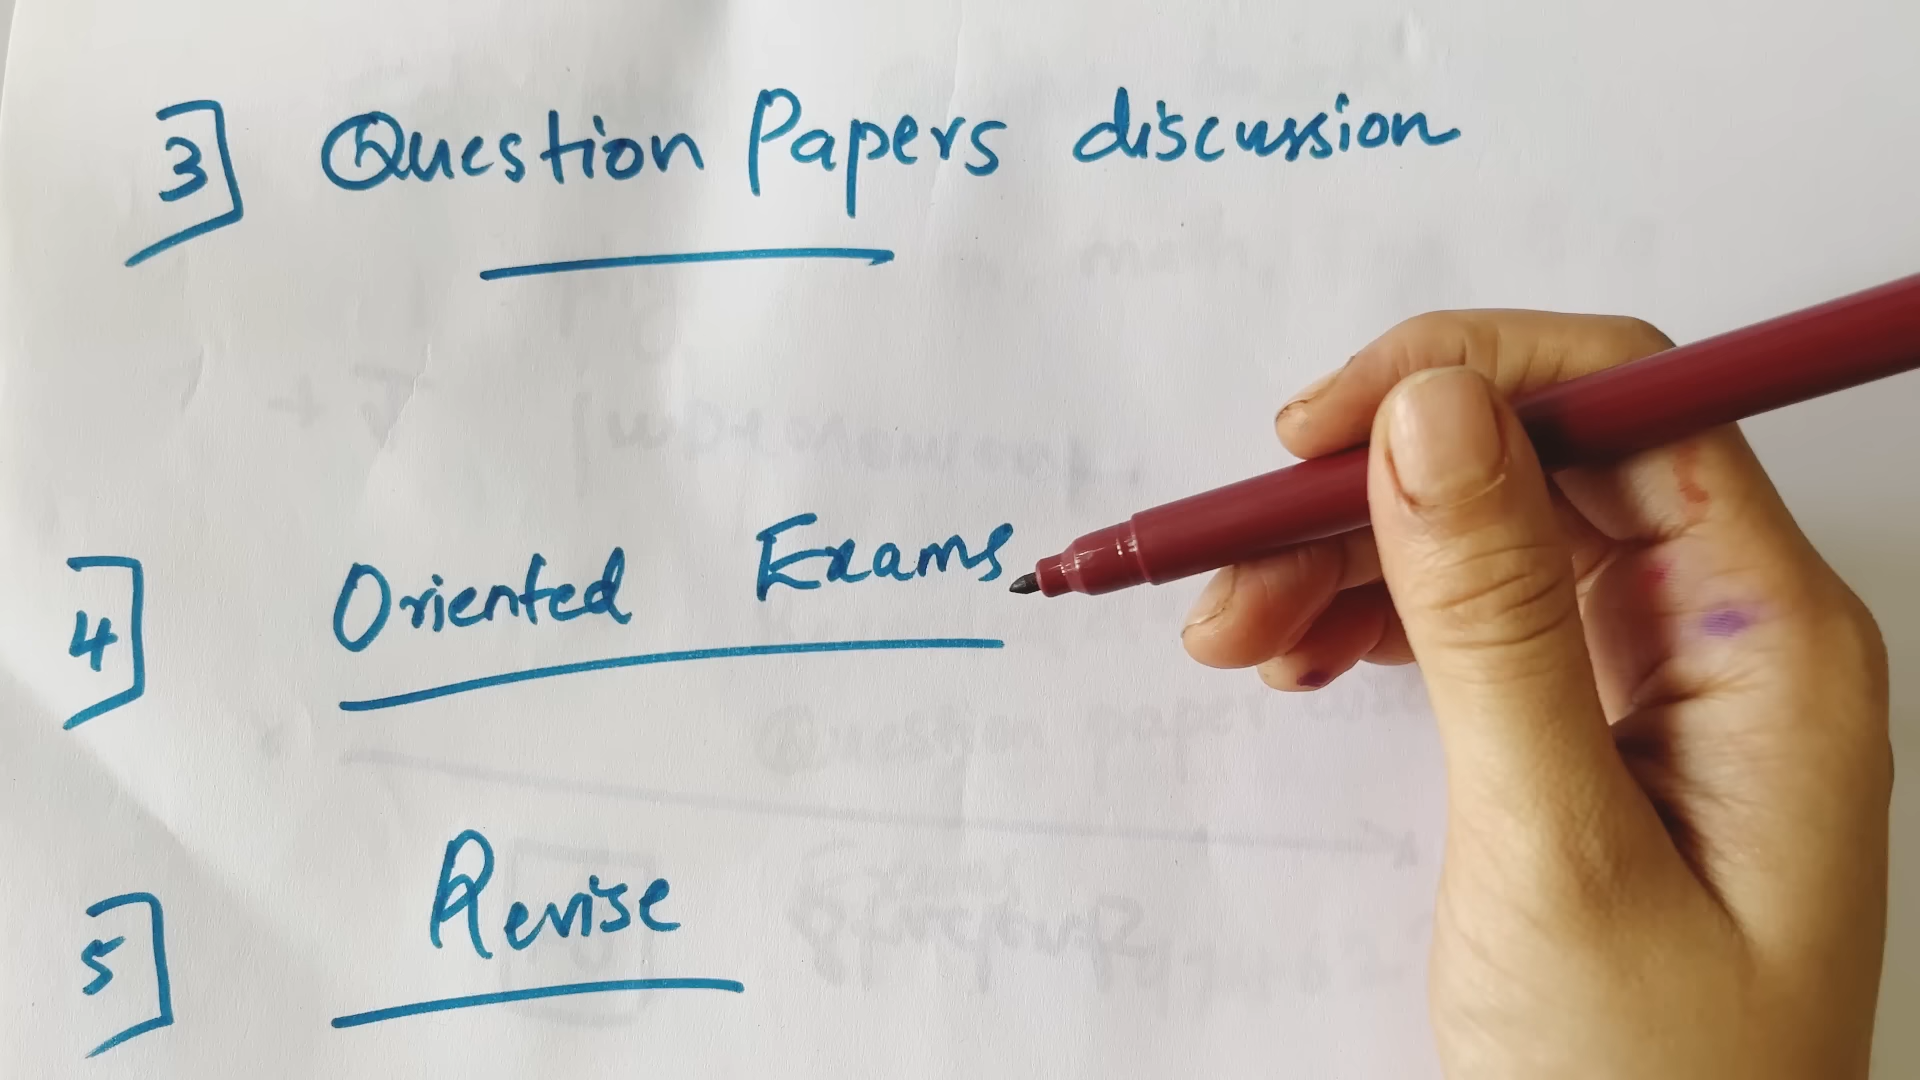 3] Question Papers discussion
4] Oriented Exams
5] Revise